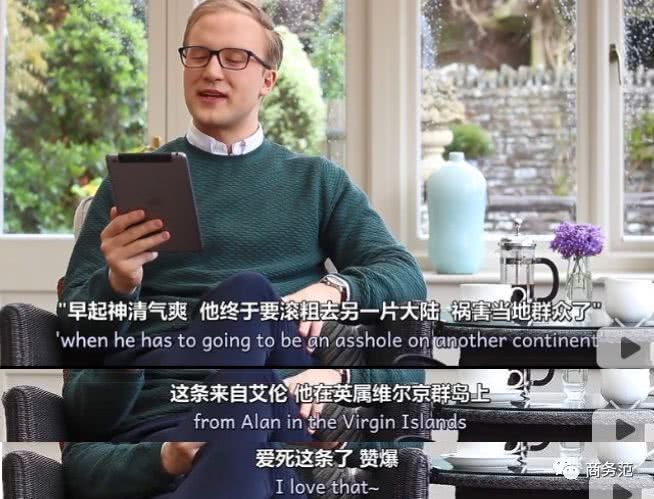 "早起神清气爽 他终于要滚粗去另一片大陆 祸害当地群众了"
'when he has to going to be an asshole on another continent
这条来自艾伦 他在英属维尔京群岛上
from Alan in the Virgin Islands
爱死这条了 赞爆
I love that~
商务范